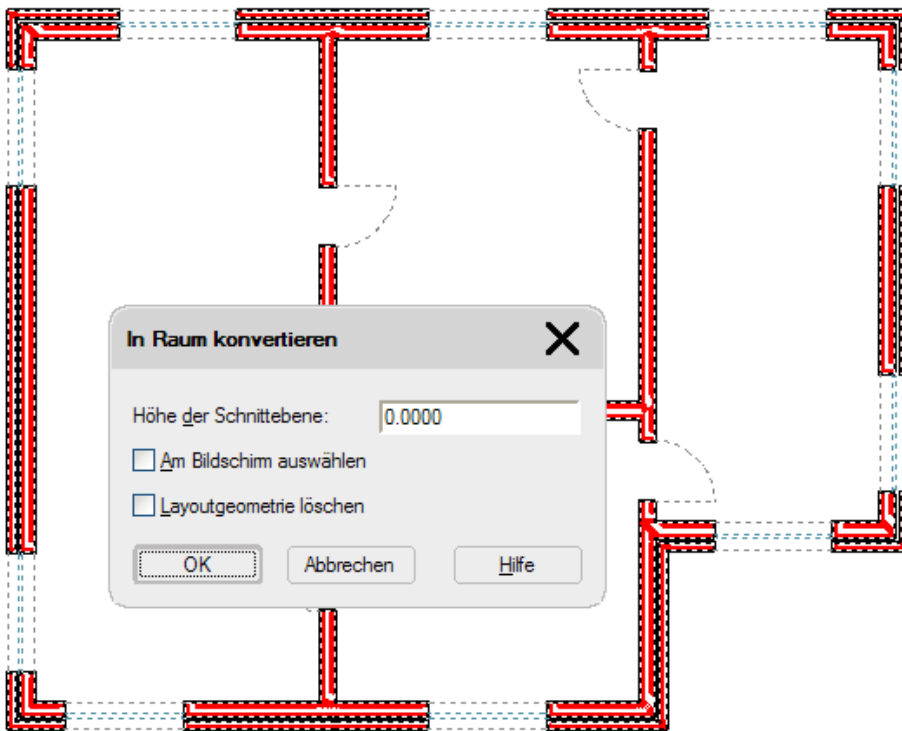 In Raum konvertieren
Höhe der Schnittebene: 0.0000
Am Bildschirm auswählen
Layoutgeometrie löschen
OK Abbrechen Hilfe